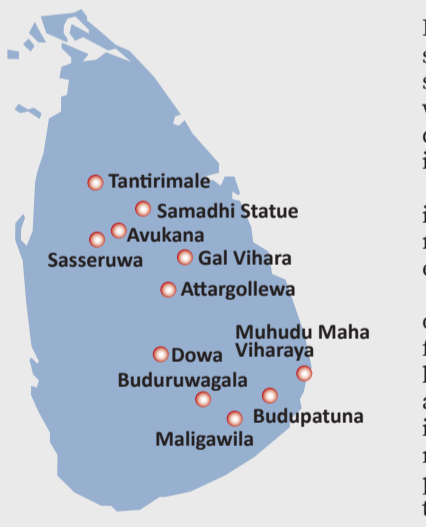 Tantirimale
Samadhi Statue
Avukana
Sasseruwa
Gal Vihara
Attargollewa
Muhudu Maha
Viharaya
Dowa
Buduruwagala
Budupatuna
Maligawila